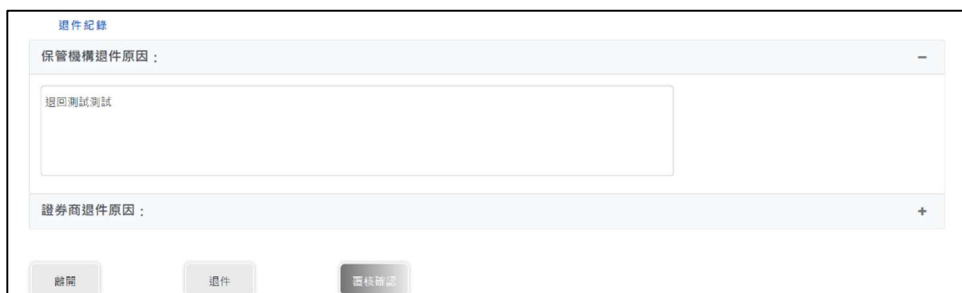 退件紀錄
保管機構退件原因：
退回測試測試
證券商退件原因：
離開 退件 覆核確認